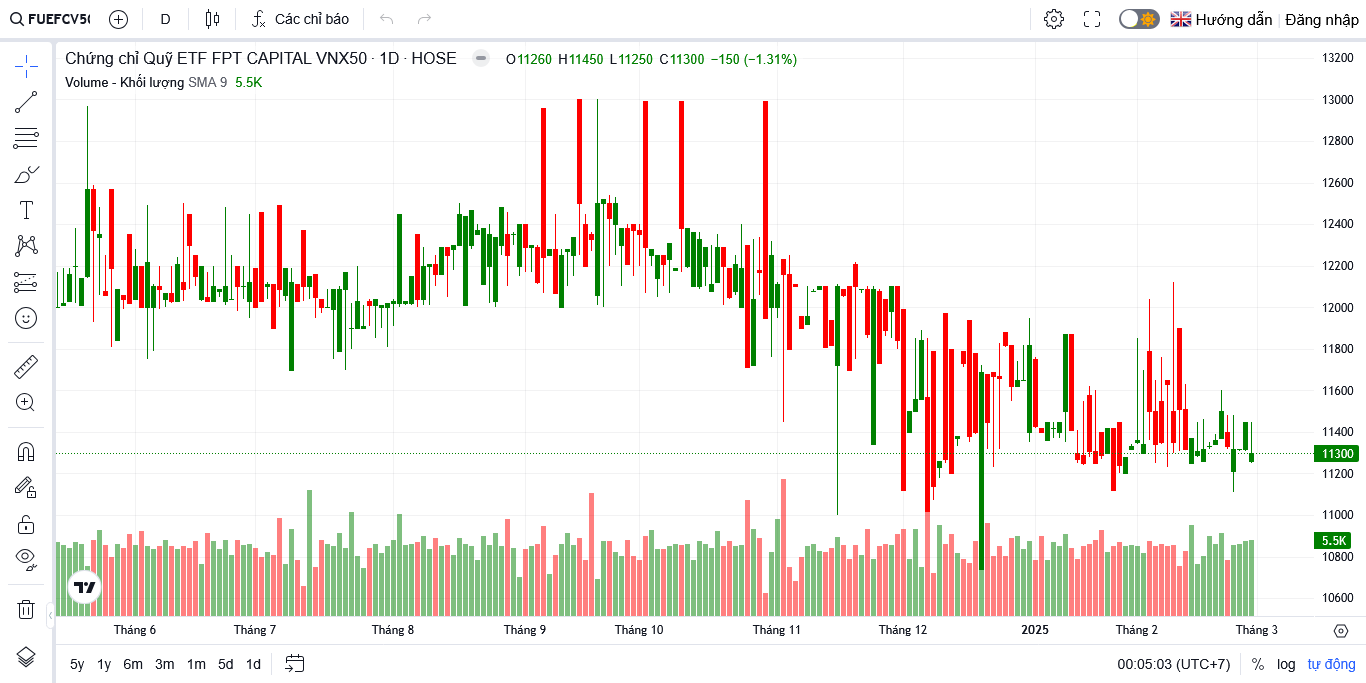 FUEFCV50 D Các chỉ báo Hướng dẫn Đăng nhập
Chứng chỉ Quỹ ETF FPT CAPITAL VNX50 · 1D · HOSE O11260 H11450 L11250 C11300 −150 (−1.31%)
Volume - Khối lượng SMA 9 5.5K
13200
13000
12800
12600
12400
12200
12000
11800
11600
11400
11300
11200
11000
5.5K
10800
10600
Tháng 6 Tháng 7 Tháng 8 Tháng 9 Tháng 10 Tháng 11 Tháng 12 2025 Tháng 2 Tháng 3
5y 1y 6m 3m 1m 5d 1d 00:05:03 (UTC+7) % log tự động